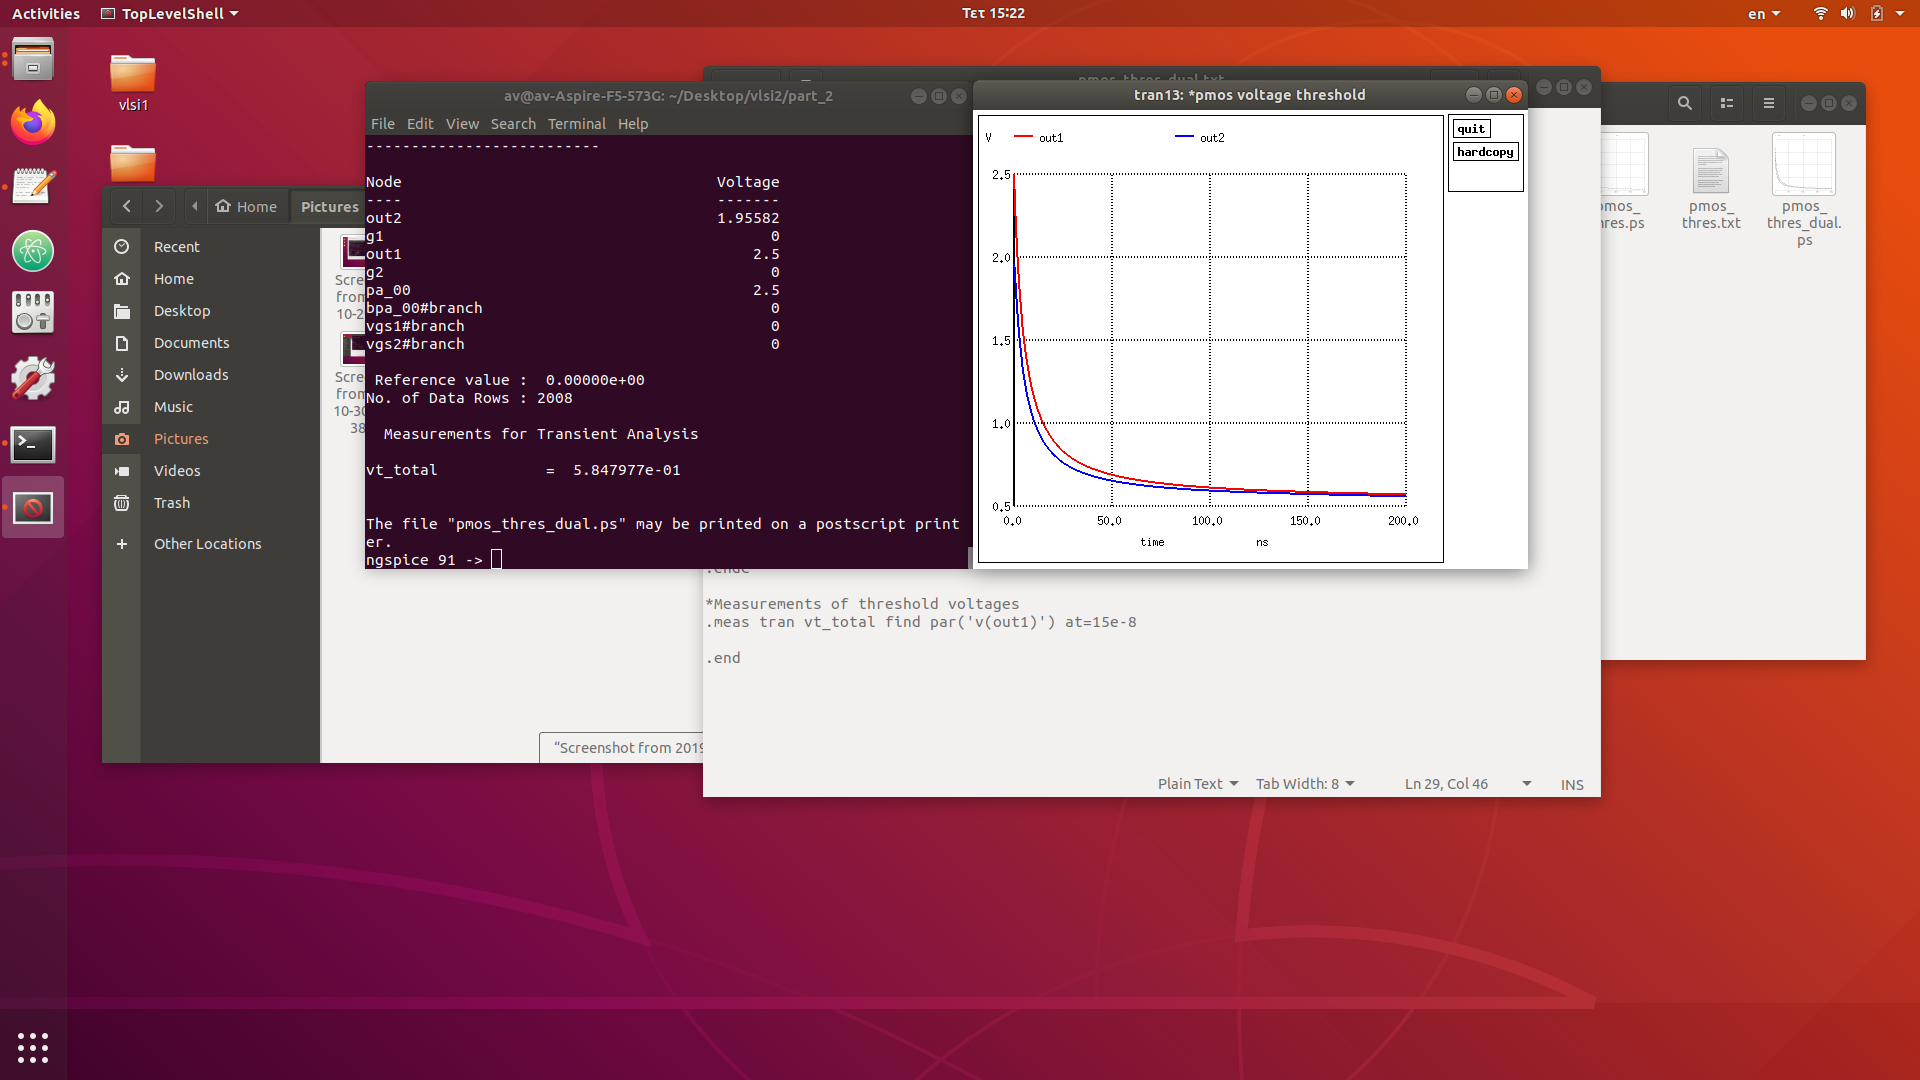 Activities
TopLevelShell
Τετ 15:22
en
vlsi1
Home
Pictures
Recent
Home
Desktop
Documents
Downloads
Music
Pictures
Videos
Trash
Other Locations
Scre
from
10-2
Scre
from
10-30
38
“Screenshot from 2019
av@av-Aspire-F5-573G: ~/Desktop/vlsi2/part_2
File Edit View Search Terminal Help
--------------------------
Node Voltage
---- -------
out2 1.95582
g1 0
out1 2.5
g2 0
pa_00 2.5
bpa_00#branch 0
vgs1#branch 0
vgs2#branch 0
Reference value : 0.00000e+00
No. of Data Rows : 2008
Measurements for Transient Analysis
vt_total = 5.847977e-01
The file "pmos_thres_dual.ps" may be printed on a postscript print
er.
ngspice 91 ->
pmos_thres_dual.txt
tran13: *pmos voltage threshold
V out1 out2
quit
hardcopy
2.5
2.0
1.5
1.0
0.5
0.0 50.0 100.0 150.0 200.0
time ns
.endc
*Measurements of threshold voltages
.meas tran vt_total find par('v(out1)') at=15e-8
.end
Plain Text Tab Width: 8 Ln 29, Col 46 INS
pmos_
hres.ps
pmos_
thres.txt
pmos_
thres_dual.
ps